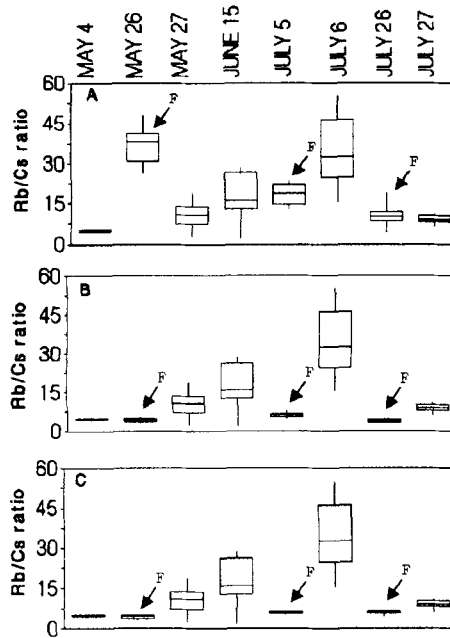 MAY 4
MAY 26
MAY 27
JUNE 15
JULY 5
JULY 6
JULY 26
JULY 27
A
Rb/Cs ratio
60
45
30
15
0
F
F
F
B
Rb/Cs ratio
60
45
30
15
0
F
F
F
C
Rb/Cs ratio
60
45
30
15
0
F
F
F